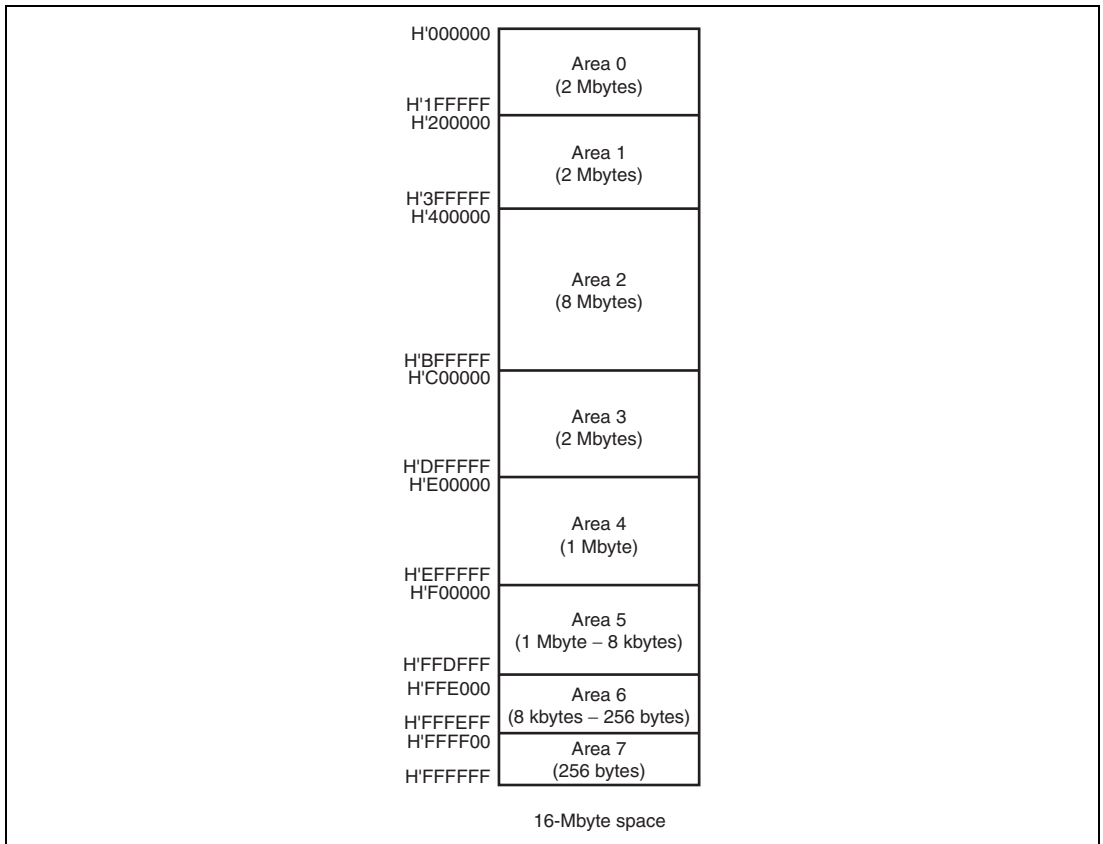 H'000000
Area 0
(2 Mbytes)
H'1FFFFF
H'200000
Area 1
(2 Mbytes)
H'3FFFFF
H'400000
Area 2
(8 Mbytes)
H'BFFFFF
H'C00000
Area 3
(2 Mbytes)
H'DFFFFF
H'E00000
Area 4
(1 Mbyte)
H'EFFFFF
H'F00000
Area 5
(1 Mbyte – 8 kbytes)
H'FFDFFF
H'FFE000
Area 6
(8 kbytes – 256 bytes)
H'FFFEFF
H'FFFF00
Area 7
(256 bytes)
H'FFFFFF
16-Mbyte space